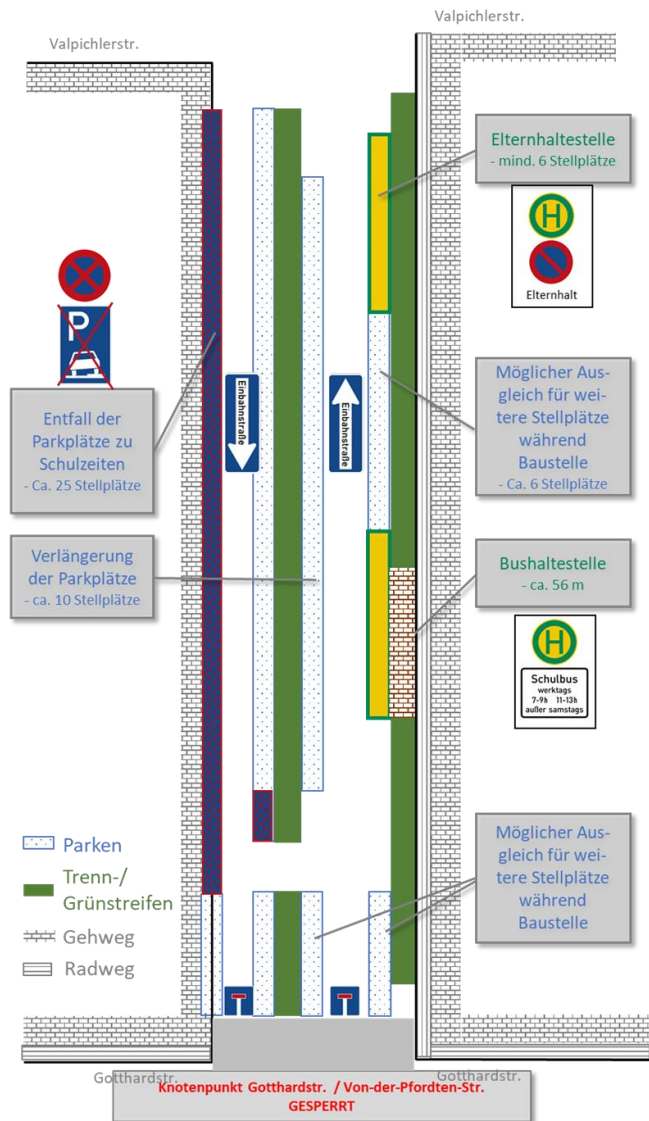 Valpichlerstr.
Valpichlerstr.
Elternhaltestelle
- mind. 6 Stellplätze
H
Elternhalt
P
Entfall der
Parkplätze zu
Schulzeiten
- Ca. 25 Stellplätze
Einbahnstraße
Einbahnstraße
Möglicher Aus-
gleich für wei-
tere Stellplätze
während
Baustelle
- Ca. 6 Stellplätze
Verlängerung
der Parkplätze
- ca. 10 Stellplätze
Bushaltestelle
- ca. 56 m
H
Schulbus
werktags
7-9h 11-13h
außer samstags
Möglicher Aus-
gleich für wei-
tere Stellplätze
während
Baustelle
Parken
Trenn-/
Grünstreifen
Gehweg
Radweg
Gotthardstr.
Gotthardstr.
Knotenpunkt Gotthardstr. / Von-der-Pfordten-Str.
GESPERRT